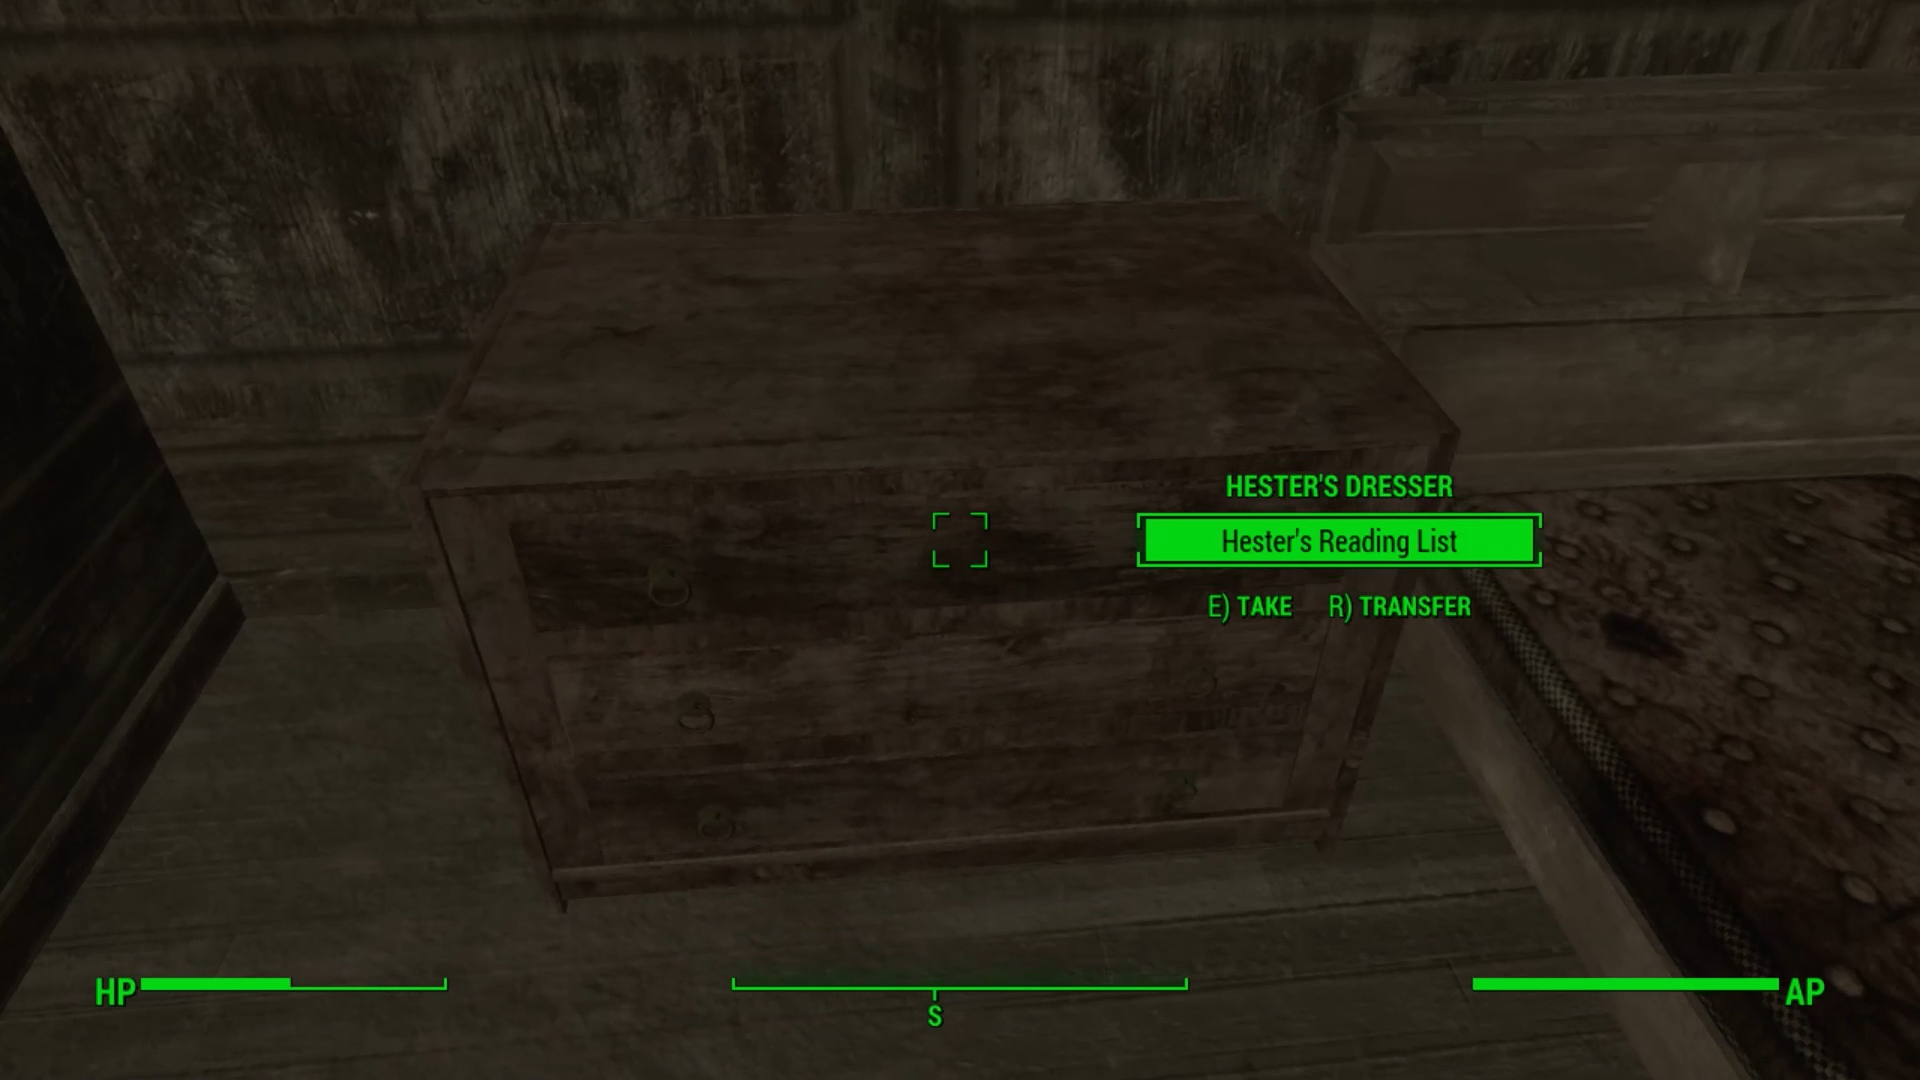 HESTER'S DRESSER
Hester's Reading List
E) TAKE R) TRANSFER
HP
S
AP